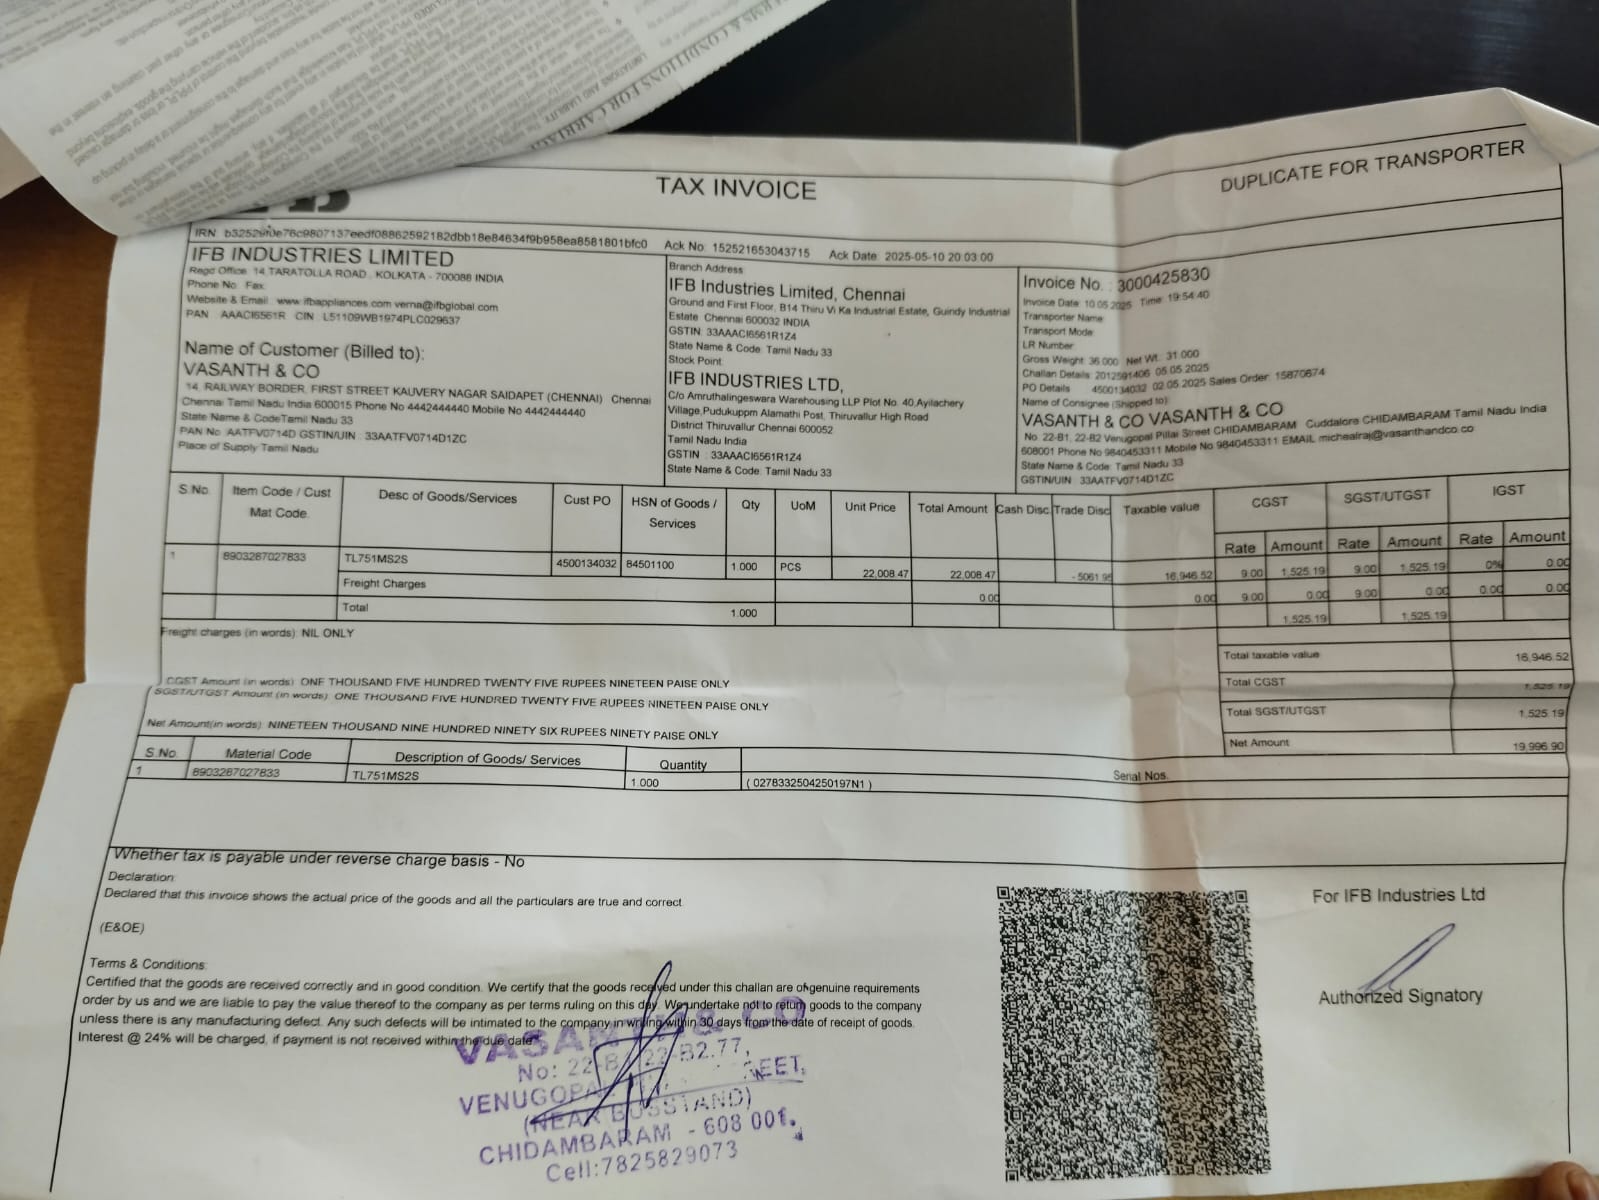 TERMS & CONDITIONS FOR CARRIAGE
LIMITATIONS AND LIABILITY
TAX INVOICE
DUPLICATE FOR TRANSPORTER
Ack No: 152521653043715 Ack Date: 2025-05-10 20:03:00
IFB INDUSTRIES LIMITED
Regd Office: 14,TARATOLLA ROAD , KOLKATA - 700088 INDIA
Phone No: Fax:
Website & Email: www.ifbappliances.com verna@ifbglobal.com
PAN : AAACI6561R CIN : L51109WB1974PLC029637
Name of Customer (Billed to):
VASANTH & CO
14, RAILWAY BORDER, FIRST STREET KAUVERY NAGAR SAIDAPET (CHENNAI) Chennai
Chennai Tamil Nadu India 600015 Phone No 4442444440 Mobile No 4442444440
State Name & CodeTamil Nadu 33
PAN No: AATFV0714D GSTIN/UIN : 33AATFV0714D1ZC
Place of Supply:Tamil Nadu
Branch Address
IFB Industries Limited, Chennai
Ground and First Floor, B14 Thiru Vi Ka Industrial Estate, Guindy Industrial
Estate Chennai 600032 INDIA
GSTIN: 33AAACI6561R1Z4
State Name & Code: Tamil Nadu 33
Stock Point:
IFB INDUSTRIES LTD,
C/o Amruthalingeswara Warehousing LLP Plot No. 40,Ayilachery
Village,Pudukuppm Alamathi Post, Thiruvallur High Road
District Thiruvallur Chennai 600052
Tamil Nadu India
GSTIN : 33AAACI6561R1Z4
State Name & Code: Tamil Nadu 33
Invoice No. : 3000425830
Invoice Date: 10.05.2025 Time: 19:54:40
Transporter Name:
Transport Mode:
LR Number:
Gross Weight: 36.000 Net Wt: 31.000
Challan Details: 2012591406 05.05.2025
PO Details 4500134032 02.05.2025 Sales Order: 15870874
Name of Consignee (Shipped to):
VASANTH & CO VASANTH & CO
No. 22-B1, 22-B2 Venugopal Pillai Street CHIDAMBARAM Cuddalore CHIDAMBARAM Tamil Nadu India
608001 Phone No 9840453311 Mobile No 9840453311 EMAIL michealraj@vasanthandco.co
State Name & Code: Tamil Nadu 33
GSTIN/UIN : 33AATFV0714D1ZC
S.No. Item Code / Cust Mat Code. Desc of Goods/Services Cust PO HSN of Goods / Services Qty UoM Unit Price Total Amount Cash Disc. Trade Disc Taxable value CGST SGST/UTGST IGST
Rate Amount Rate Amount Rate Amount
1 8903287027833 TL751MS2S 4500134032 84501100 1.000 PCS 22,008.47 22,008.47 16,946.52 9.00 1,525.19 9.00 1,525.19 0% 0.00
Freight Charges 0.00 0.00 9.00 0.00 9.00 0.00 0.00 0.00
Total 1.000 1,525.19 1,525.19
Freight charges (in words): NIL ONLY
Total taxable value 16,946.52
CGST Amount (in words): ONE THOUSAND FIVE HUNDRED TWENTY FIVE RUPEES NINETEEN PAISE ONLY
Total CGST 1,525.19
SGST/UTGST Amount (in words): ONE THOUSAND FIVE HUNDRED TWENTY FIVE RUPEES NINETEEN PAISE ONLY
Total SGST/UTGST 1,525.19
Net Amount(in words): NINETEEN THOUSAND NINE HUNDRED NINETY SIX RUPEES NINETY PAISE ONLY
Net Amount 19,996.90
S.No. Material Code Description of Goods/ Services Quantity Serial Nos.
1 8903287027833 TL751MS2S 1.000 ( 0278332504250197N1 )
Whether tax is payable under reverse charge basis - No
Declaration:
Declared that this invoice shows the actual price of the goods and all the particulars are true and correct.
(E&OE)
Terms & Conditions:
Certified that the goods are received correctly and in good condition. We certify that the goods received under this challan are of genuine requirements
order by us and we are liable to pay the value thereof to the company as per terms ruling on this day. We undertake not to return goods to the company
unless there is any manufacturing defect. Any such defects will be intimated to the company in writing within 30 days from the date of receipt of goods.
Interest @ 24% will be charged, if payment is not received within the due date
For IFB Industries Ltd
Authorized Signatory
VASANTH & CO
No: 22-B1 22-B2.77,
(NEAR BUSSTAND)
CHIDAMBARAM - 608 001.
Cell:7825829073